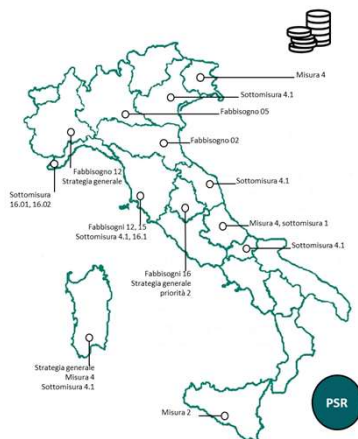 Misura 4
Sottomisura 4.1
Fabbisogno 05
Fabbisogno 02
Fabbisogno 12
Strategia generale
Sottomisura
16.01, 16.02
Sottomisura 4.1
Fabbisogni 12, 15
Sottomisura 4.1, 16.1
Misura 4, sottomisura 1
Sottomisura 4.1
Fabbisogni 16
Strategia generale
priorità 2
Strategia generale
Misura 4
Sottomisura 4.1
Misura 2
PSR